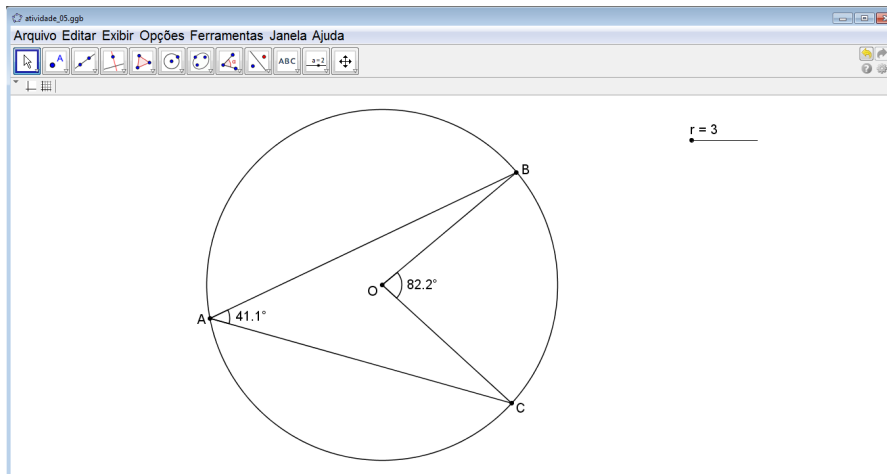 atividade_05.ggb
Arquivo Editar Exibir Opções Ferramentas Janela Ajuda
A
ABC
a=2
r = 3
B
O
82.2°
A
41.1°
C